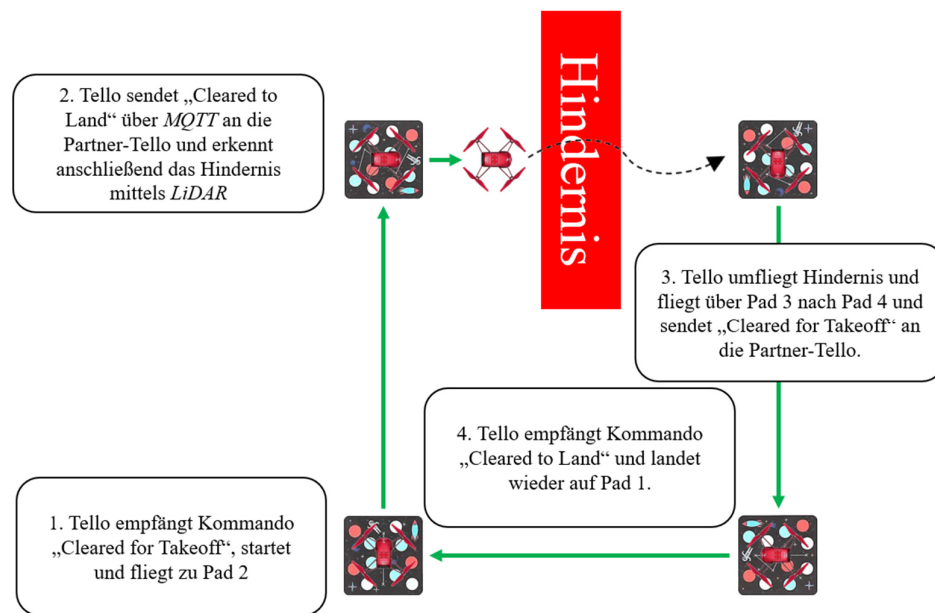 2. Tello sendet „Cleared to
Land“ über MQTT an die
Partner-Tello und erkennt
anschließend das Hindernis
mittels LiDAR
Hindernis
3. Tello umfliegt Hindernis und
fliegt über Pad 3 nach Pad 4 und
sendet „Cleared for Takeoff“ an
die Partner-Tello.
4. Tello empfängt Kommando
„Cleared to Land“ und landet
wieder auf Pad 1.
1. Tello empfängt Kommando
„Cleared for Takeoff“, startet
und fliegt zu Pad 2